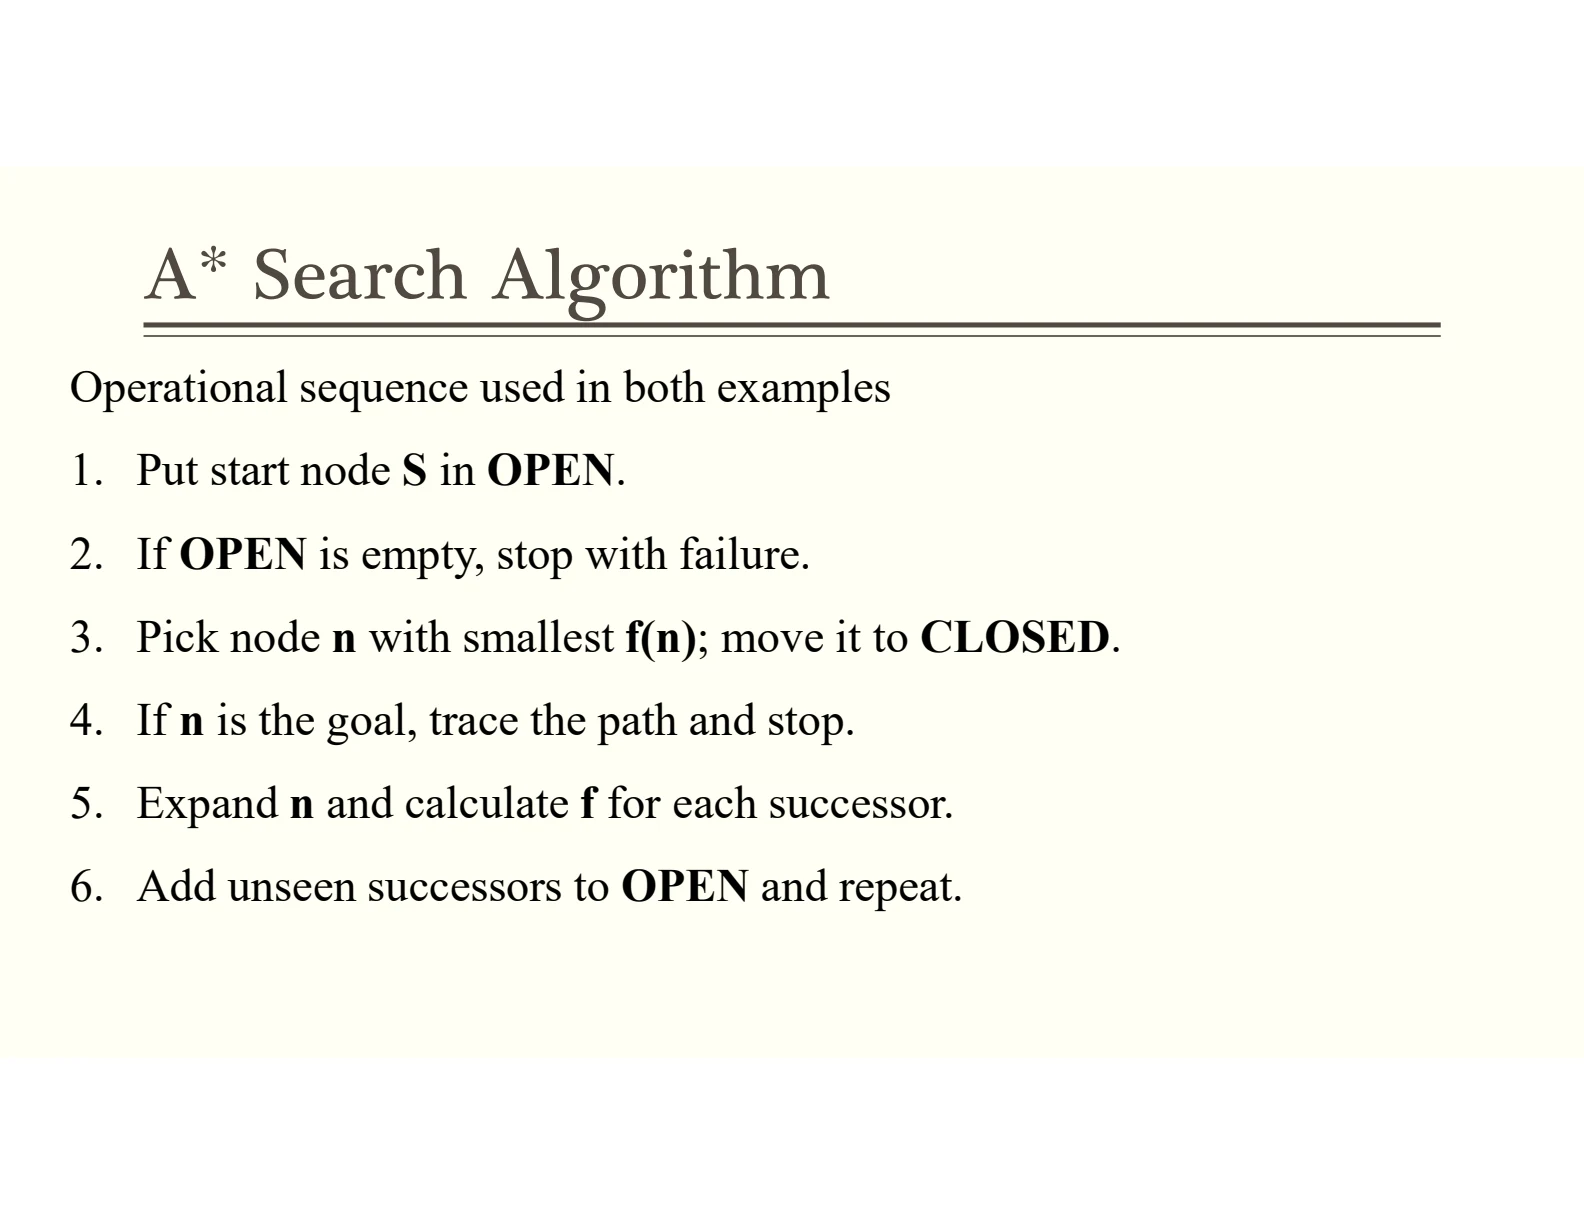 A* Search Algorithm
Operational sequence used in both examples
1. Put start node S in OPEN.
2. If OPEN is empty, stop with failure.
3. Pick node n with smallest f(n); move it to CLOSED.
4. If n is the goal, trace the path and stop.
5. Expand n and calculate f for each successor.
6. Add unseen successors to OPEN and repeat.